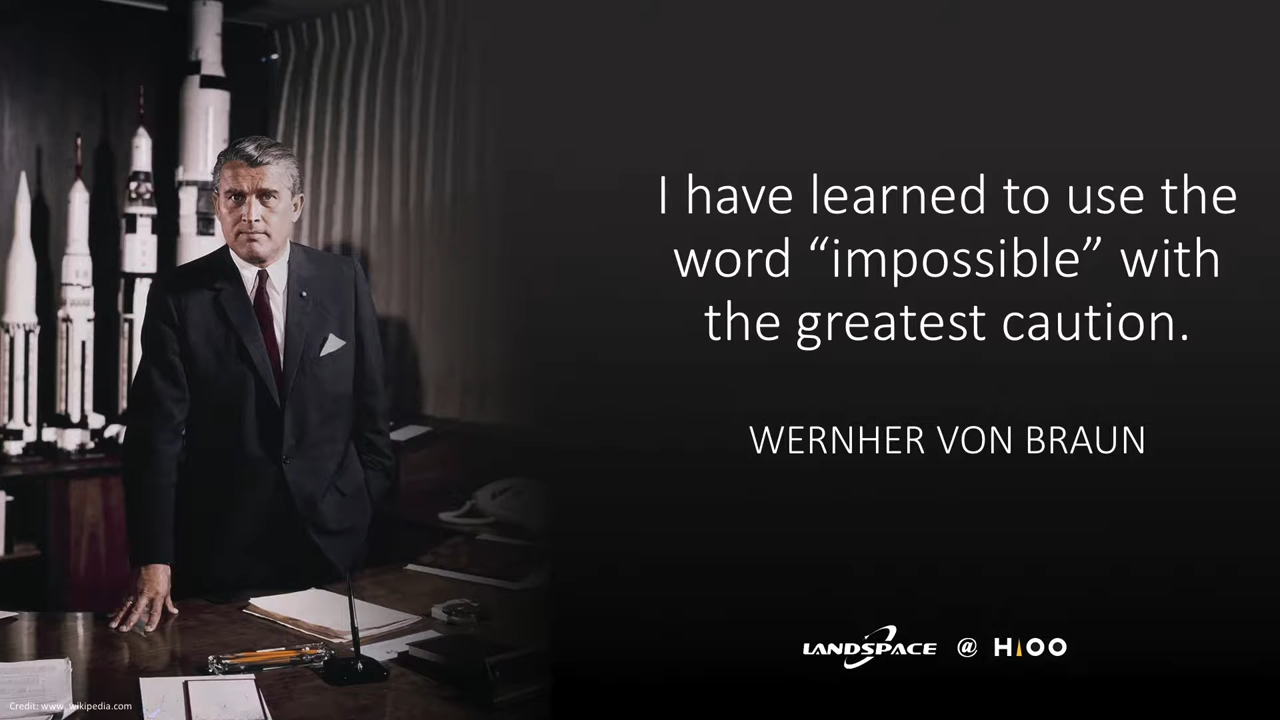 I have learned to use the
word “impossible” with
the greatest caution.
WERNHER VON BRAUN
LANDSPACE @ HOO
Credit: www. wikipedia.com